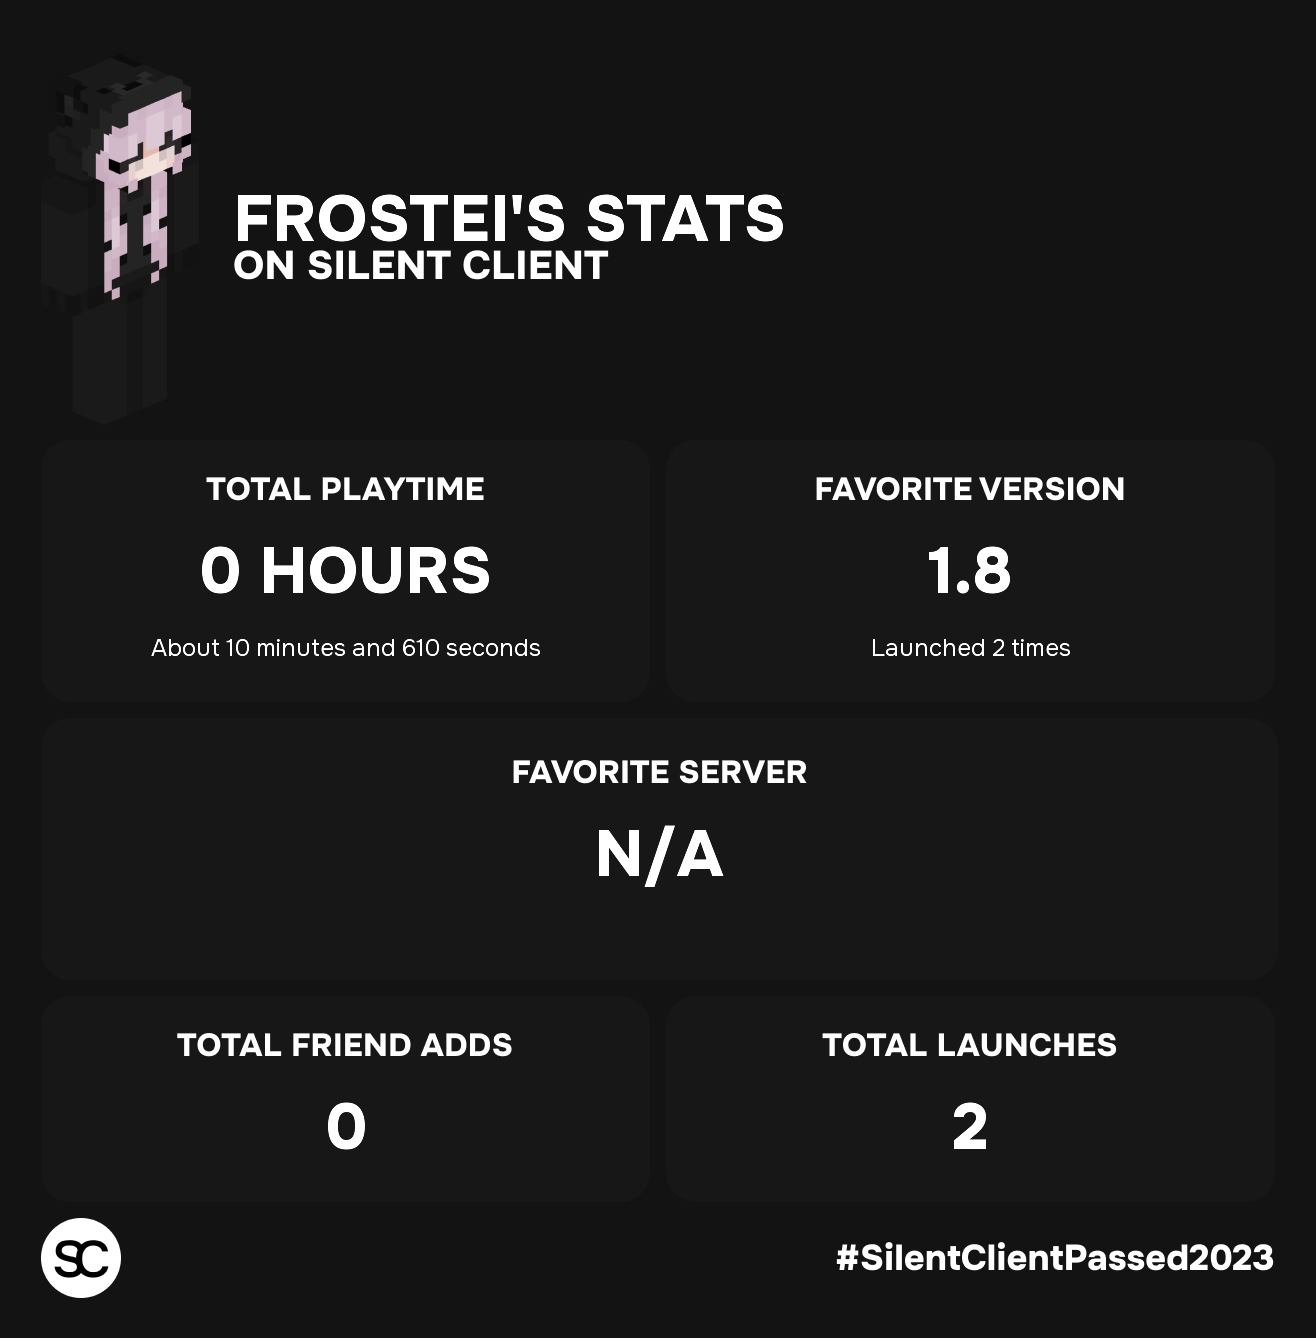 FROSTEI'S STATS
ON SILENT CLIENT
TOTAL PLAYTIME
0 HOURS
About 10 minutes and 610 seconds
FAVORITE VERSION
1.8
Launched 2 times
FAVORITE SERVER
N/A
TOTAL FRIEND ADDS
0
TOTAL LAUNCHES
2
SC
#SilentClientPassed2023